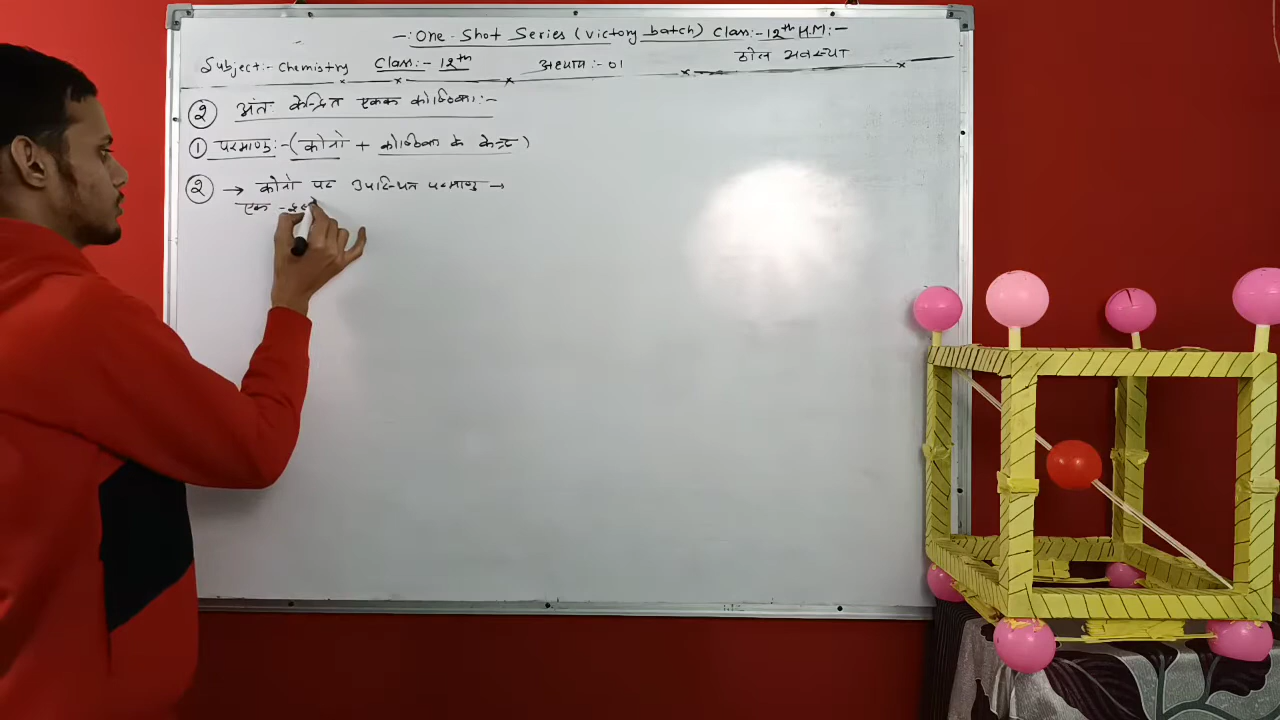 -: One-Shot Series (Victory batch) Class:-12th H.M:-
Subject:- Chemistry Class:- 12th अध्याय:-01 ठोस अवस्था
② अंतः केन्द्रित एकक कोष्ठिका:-
① परमाणु:-(कोनो + कोष्ठिका के केन्द्र)
② → कोनो पर उपस्थित परमाणु →
एक